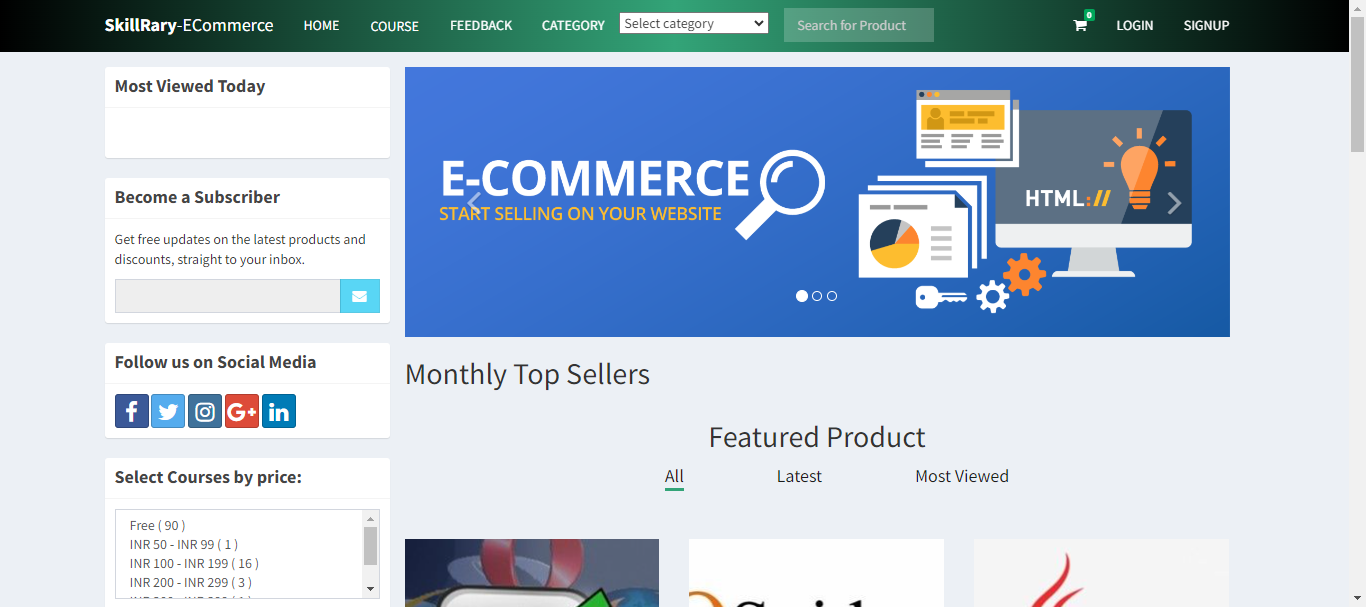 SkillRary-ECommerce HOME COURSE FEEDBACK CATEGORY Select category Search for Product 0 LOGIN SIGNUP
Most Viewed Today
Become a Subscriber
Get free updates on the latest products and
discounts, straight to your inbox.
Follow us on Social Media
f G+ in
Select Courses by price:
Free ( 90 )
INR 50 - INR 99 ( 1 )
INR 100 - INR 199 ( 16 )
INR 200 - INR 299 ( 3 )
E-COMMERCE
START SELLING ON YOUR WEBSITE
HTML://
Monthly Top Sellers
Featured Product
All Latest Most Viewed